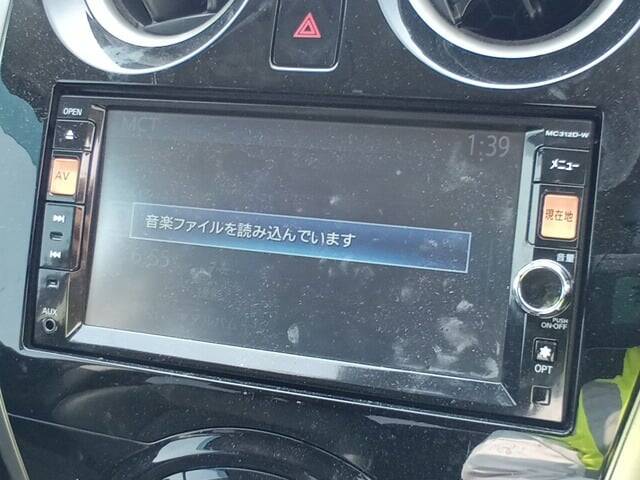 OPEN
MC312D-W
1:39
メニュー
AV
現在地
音楽ファイルを読み込んでいます
音量
AUX
PUSH
ON-OFF
OPT